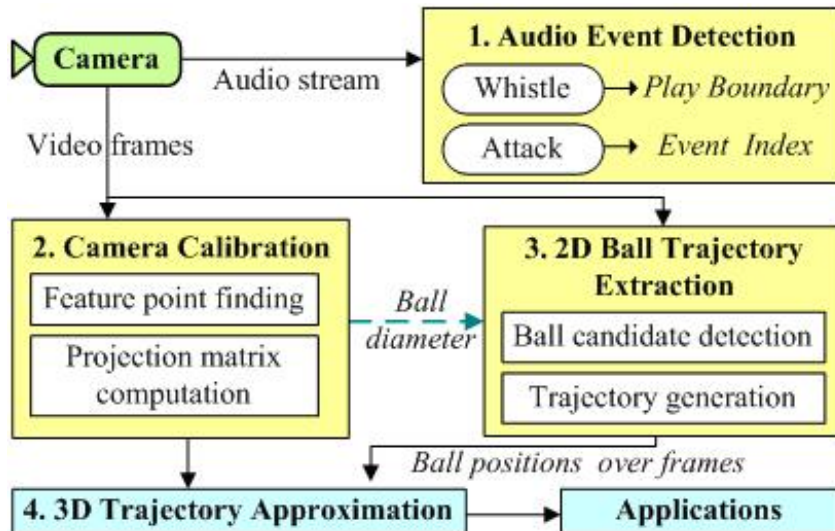 Camera
Audio stream
1. Audio Event Detection
Whistle
Play Boundary
Attack
Event Index
Video frames
2. Camera Calibration
Feature point finding
Projection matrix
computation
Ball
diameter
3. 2D Ball Trajectory
Extraction
Ball candidate detection
Trajectory generation
Ball positions over frames
4. 3D Trajectory Approximation
Applications